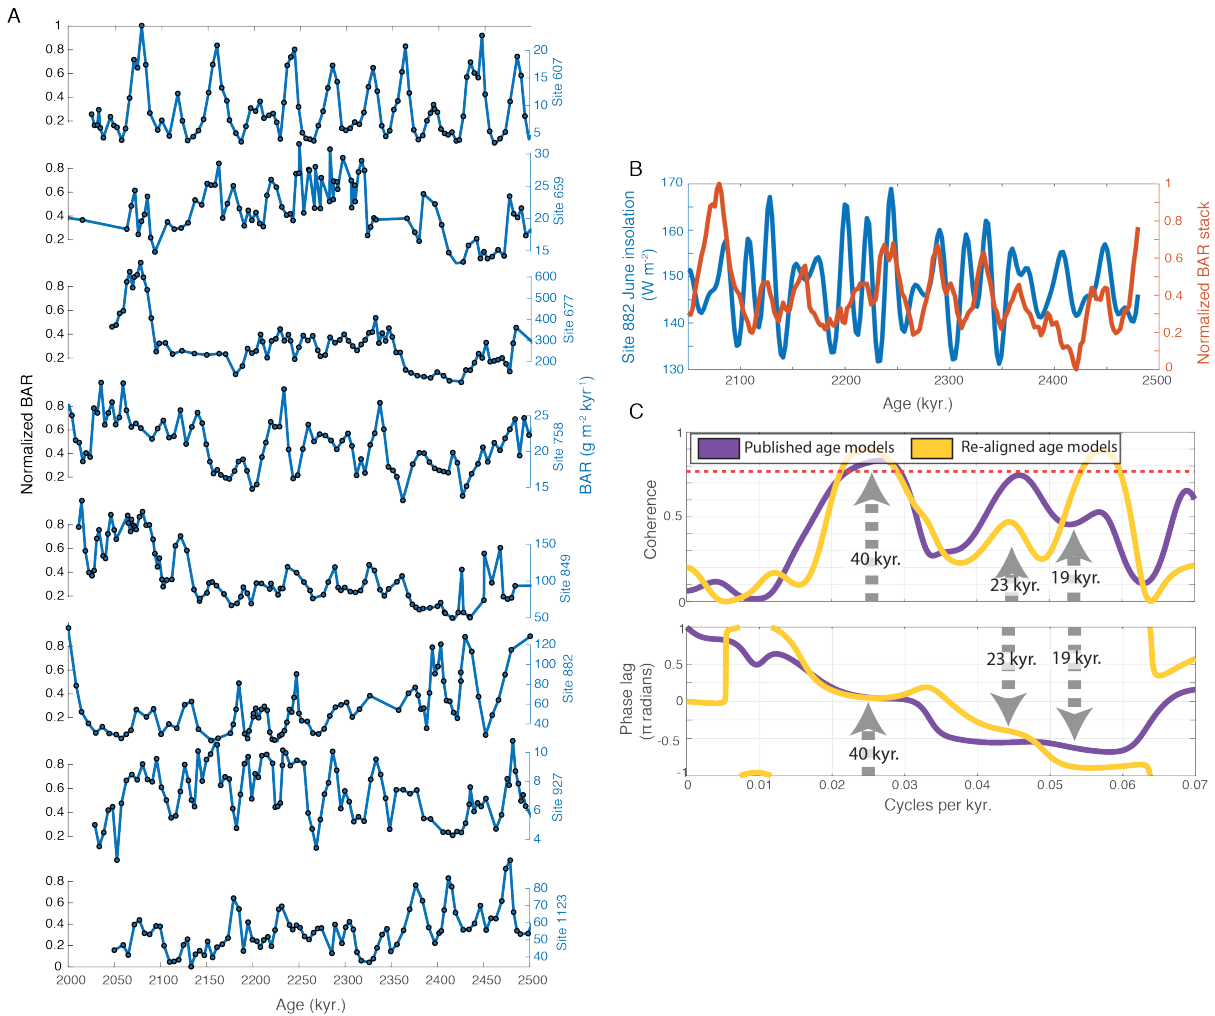 A
Normalized BAR
BAR (g m⁻² kyr⁻¹)
1
0.8
0.6
0.4
0.2
20
15
10
5
Site 607
0.8
0.6
0.4
0.2
30
25
20
15
Site 659
0.8
0.6
0.4
0.2
600
500
400
300
200
Site 677
0.8
0.6
0.4
0.2
25
20
15
Site 758
0.8
0.6
0.4
0.2
150
100
50
Site 849
0.8
0.6
0.4
0.2
120
100
80
60
40
Site 882
0.8
0.6
0.4
0.2
10
8
6
4
Site 927
0.8
0.6
0.4
0.2
0
80
70
60
50
40
Site 1123
2000 2050 2100 2150 2200 2250 2300 2350 2400 2450 2500
Age (kyr.)
B
Site 882 June insolation
(W m⁻²)
170
160
150
140
130
1
0.8
0.6
0.4
0.2
0
Normalized BAR stack
2100 2200 2300 2400 2500
Age (kyr.)
C
Published age models Re-aligned age models
Coherence
1
0.5
0
40 kyr.
23 kyr.
19 kyr.
Phase lag
(π radians)
1
0.5
0
-0.5
-1
23 kyr.
19 kyr.
40 kyr.
0 0.01 0.02 0.03 0.04 0.05 0.06 0.07
Cycles per kyr.